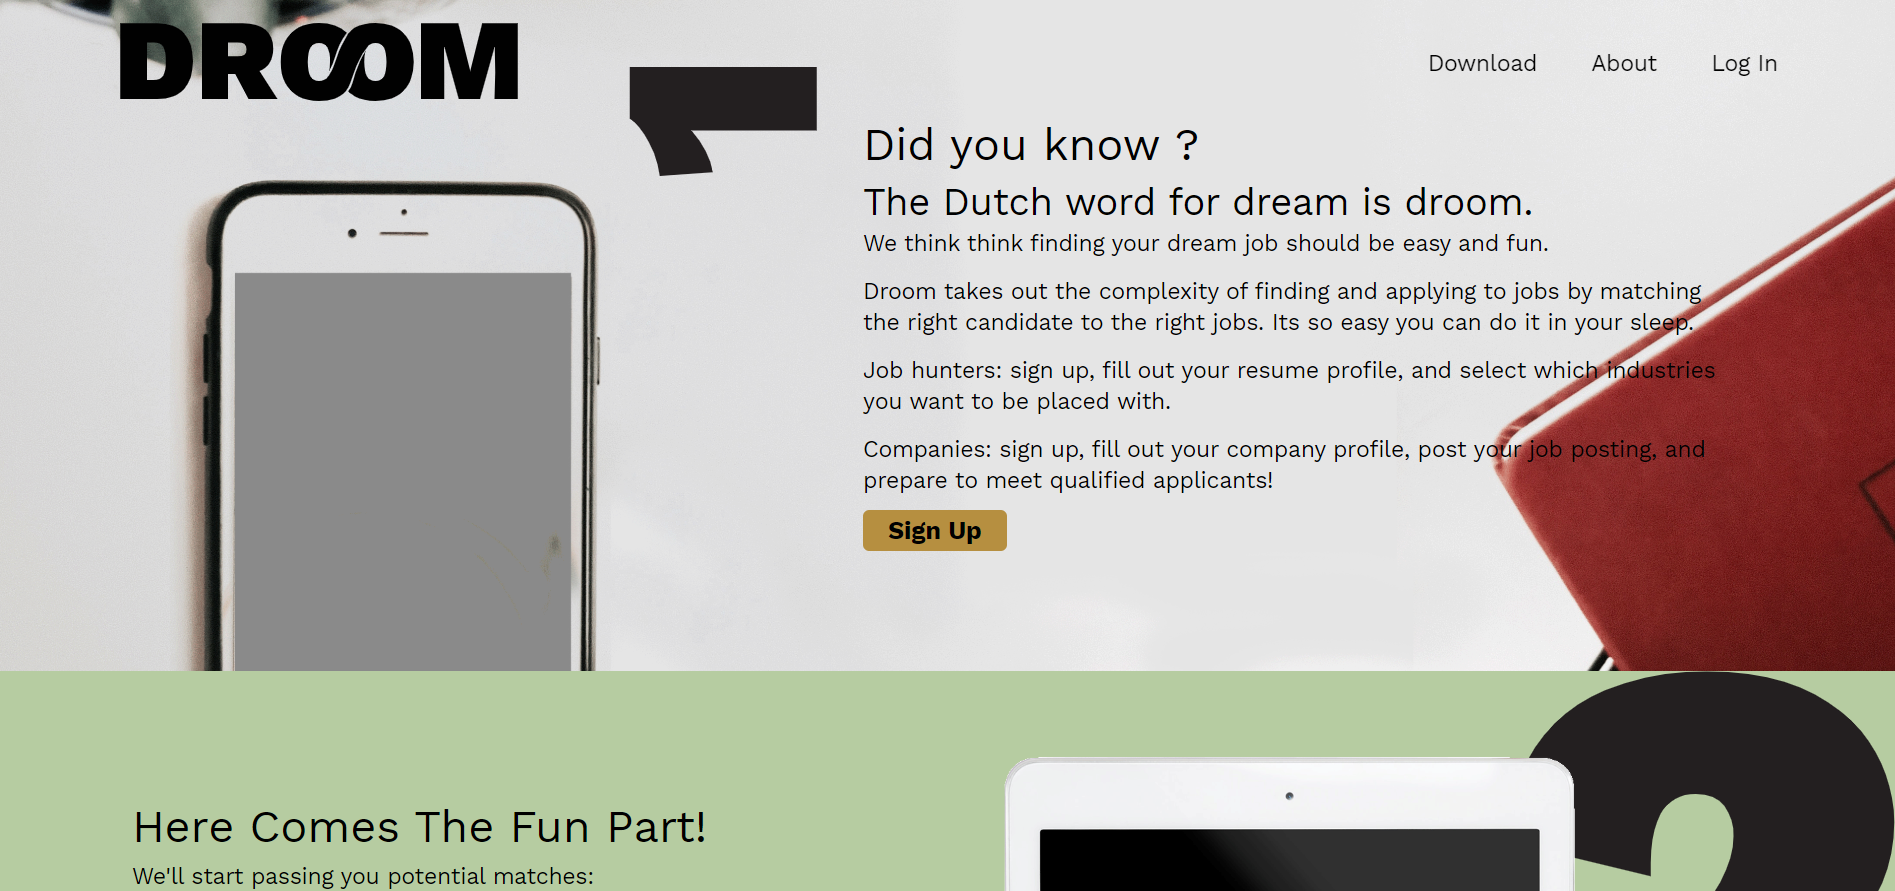 DROOM
Download About Log In
Did you know ?
The Dutch word for dream is droom.
We think think finding your dream job should be easy and fun.
Droom takes out the complexity of finding and applying to jobs by matching
the right candidate to the right jobs. Its so easy you can do it in your sleep.
Job hunters: sign up, fill out your resume profile, and select which industries
you want to be placed with.
Companies: sign up, fill out your company profile, post your job posting, and
prepare to meet qualified applicants!
Sign Up
Here Comes The Fun Part!
We'll start passing you potential matches: